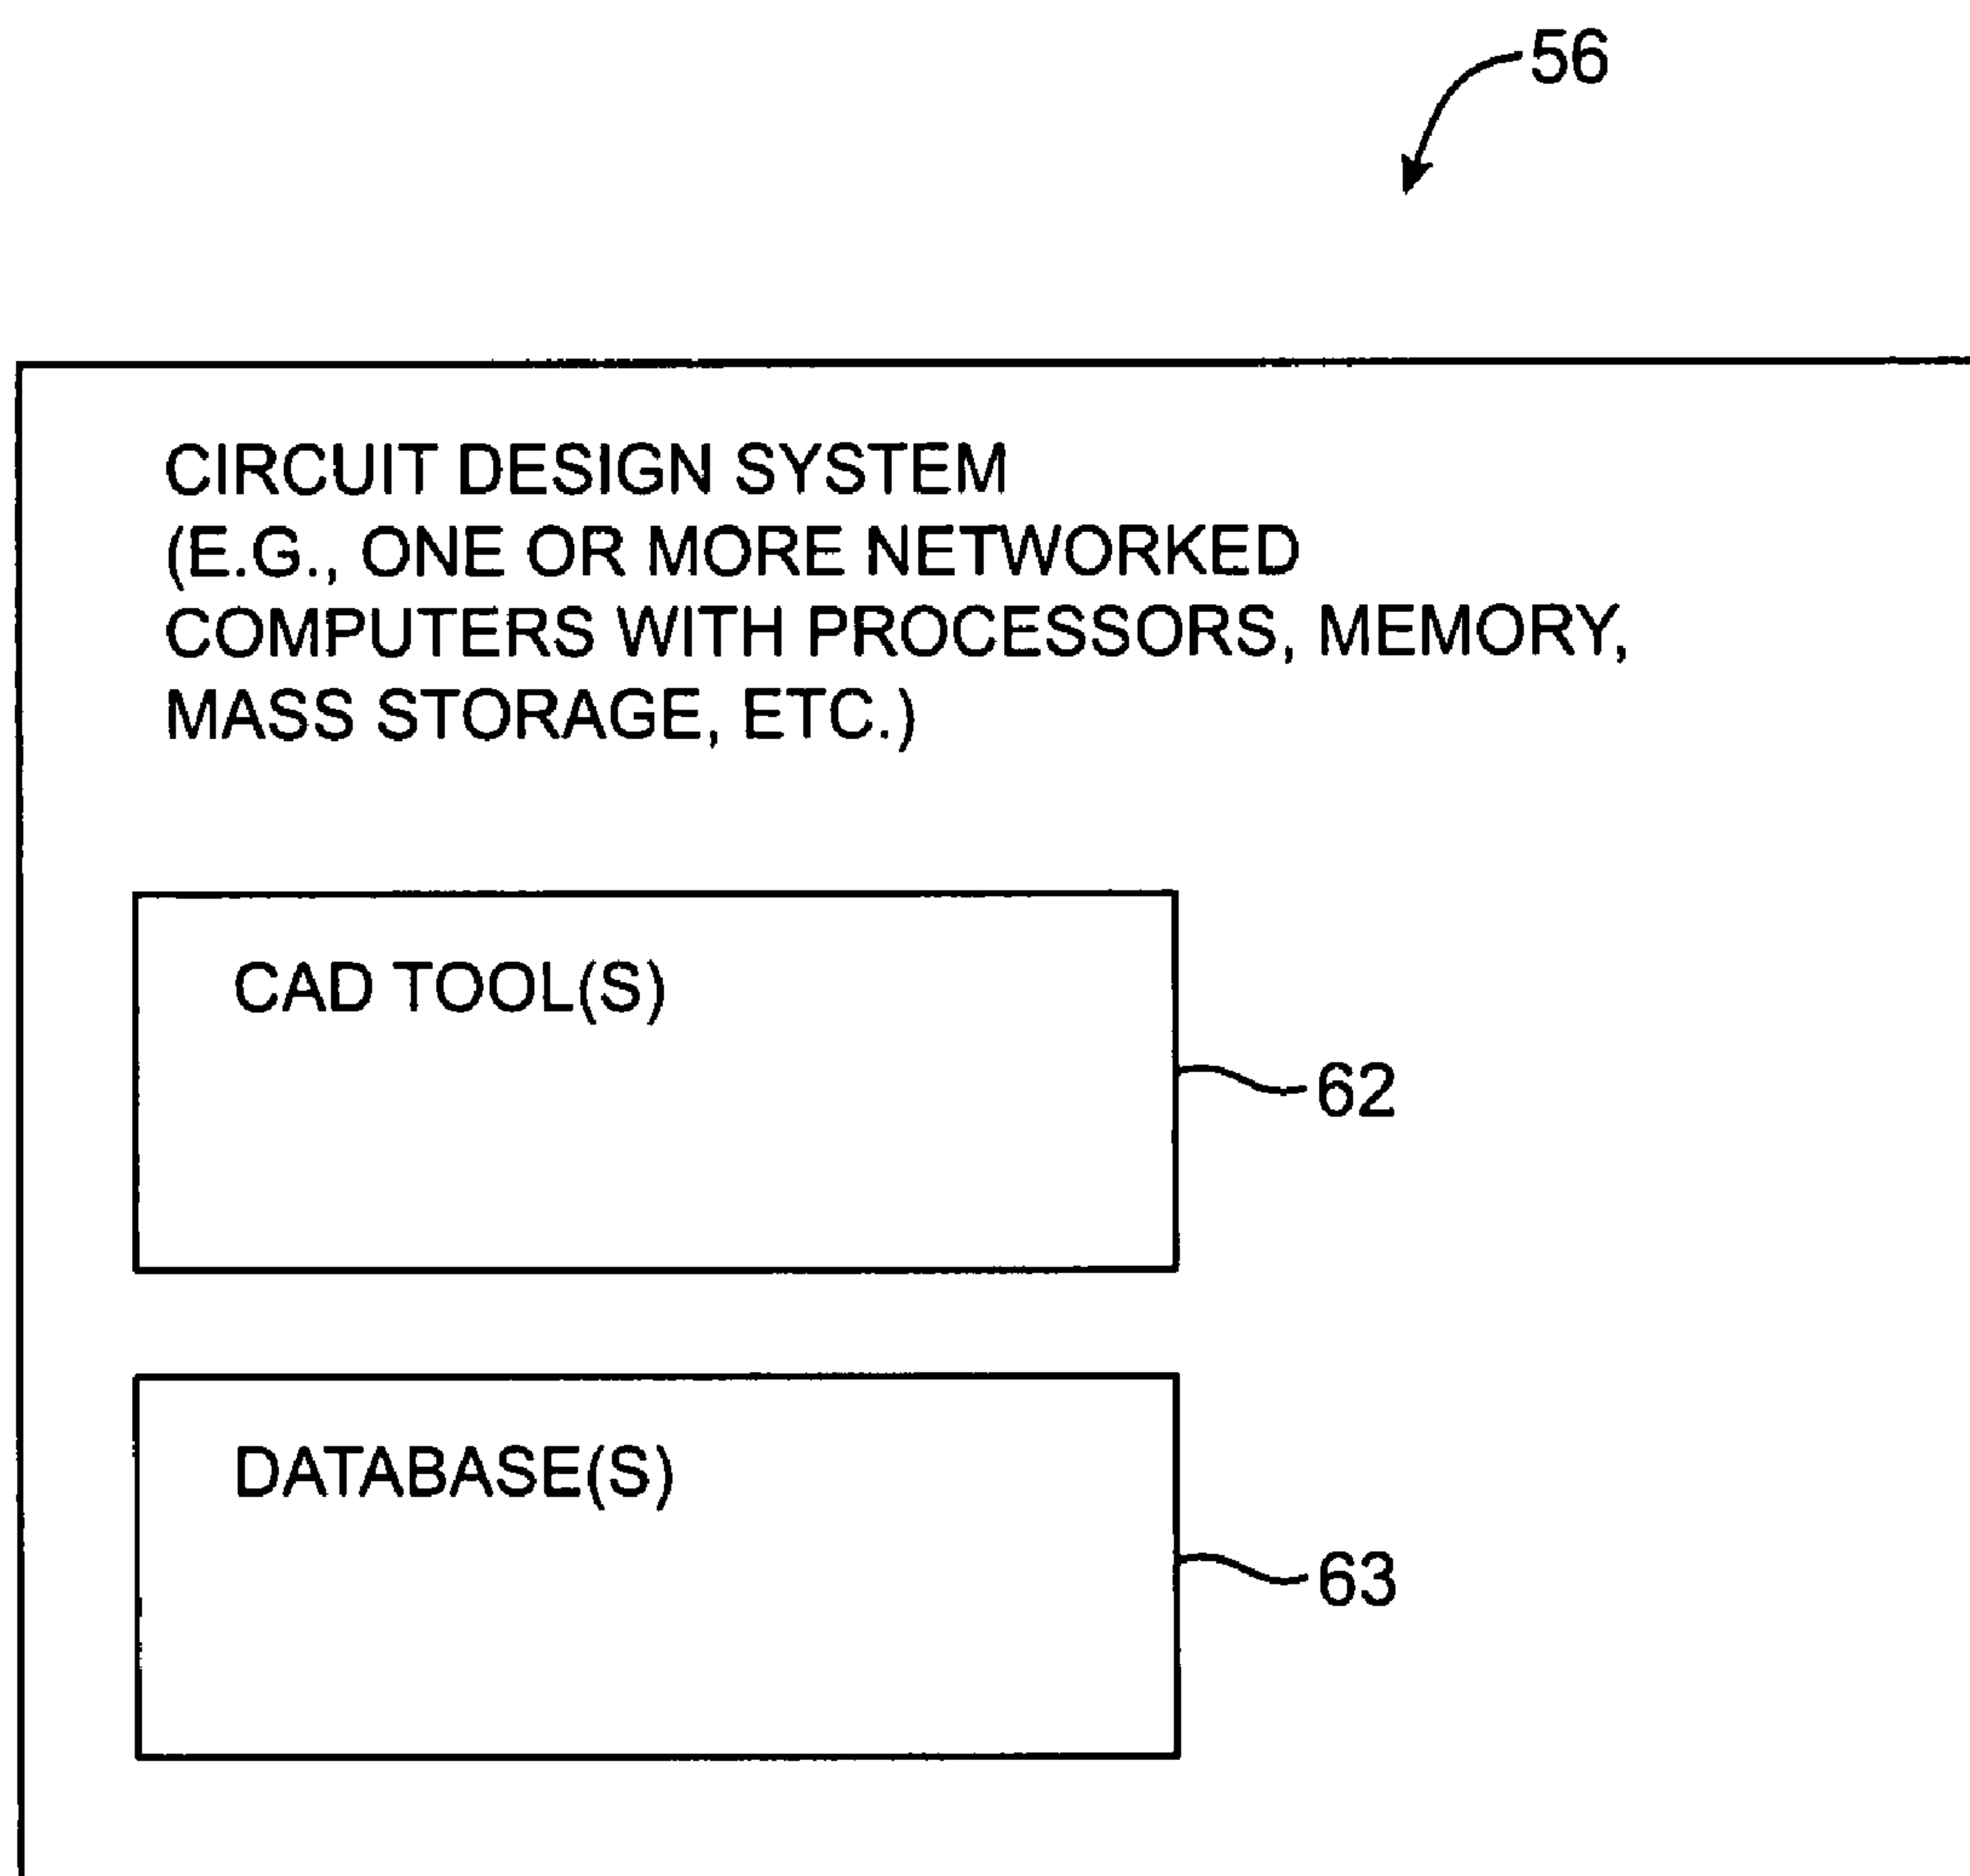 56
CIRCUIT DESIGN SYSTEM
(E.G., ONE OR MORE NETWORKED
COMPUTERS WITH PROCESSORS, MEMORY,
MASS STORAGE, ETC.)
CAD TOOL(S)
62
DATABASE(S)
63